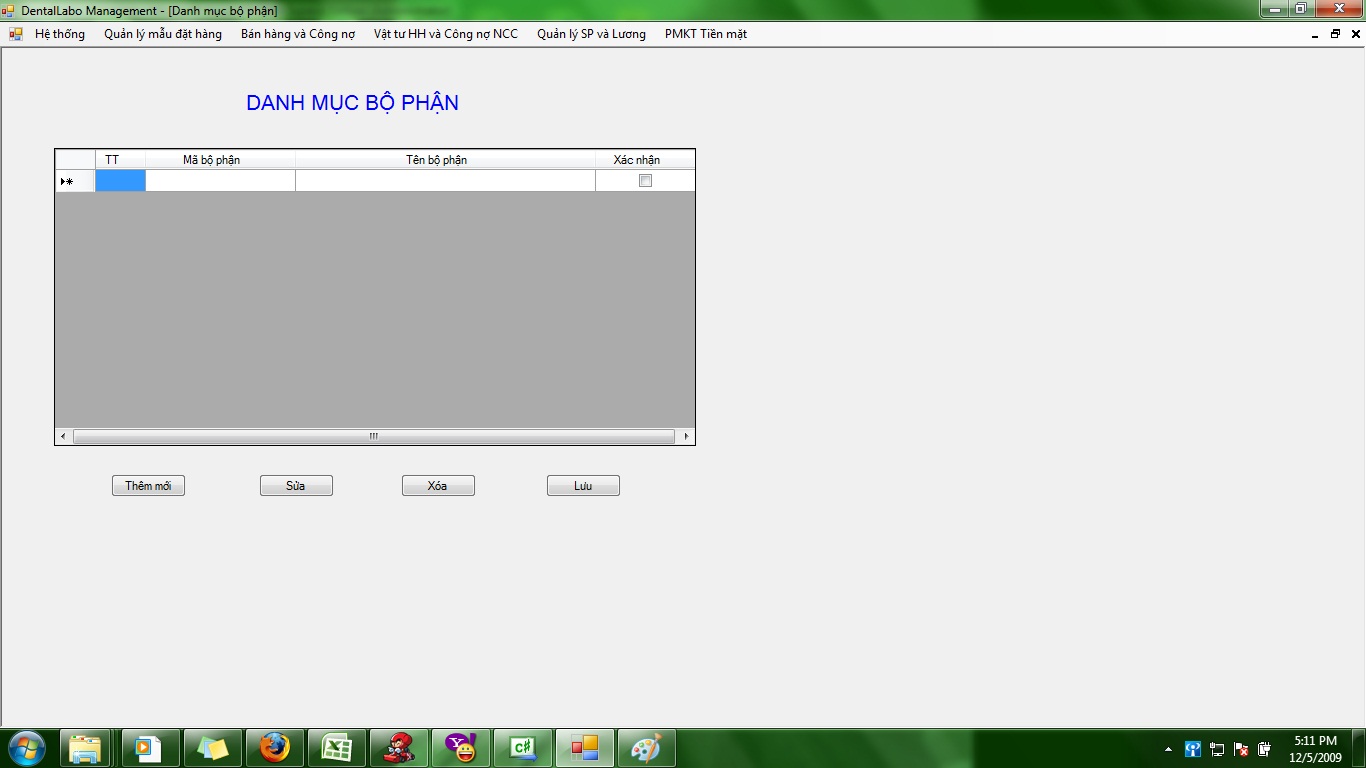 DentalLabo Management - [Danh mục bộ phận]
Hệ thống Quản lý mẫu đặt hàng Bán hàng và Công nợ Vật tư HH và Công nợ NCC Quản lý SP và Lương PMKT Tiền mặt
DANH MỤC BỘ PHẬN
TT Mã bộ phận Tên bộ phận Xác nhận
Thêm mới Sửa Xóa Lưu
C#
5:11 PM
12/5/2009